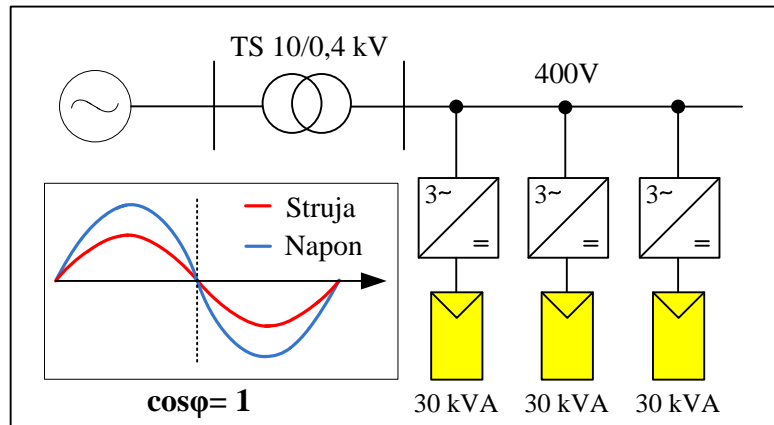 TS 10/0,4 kV
400V
3~
=
3~
=
3~
=
Struja
Napon
cosφ= 1
30 kVA
30 kVA
30 kVA